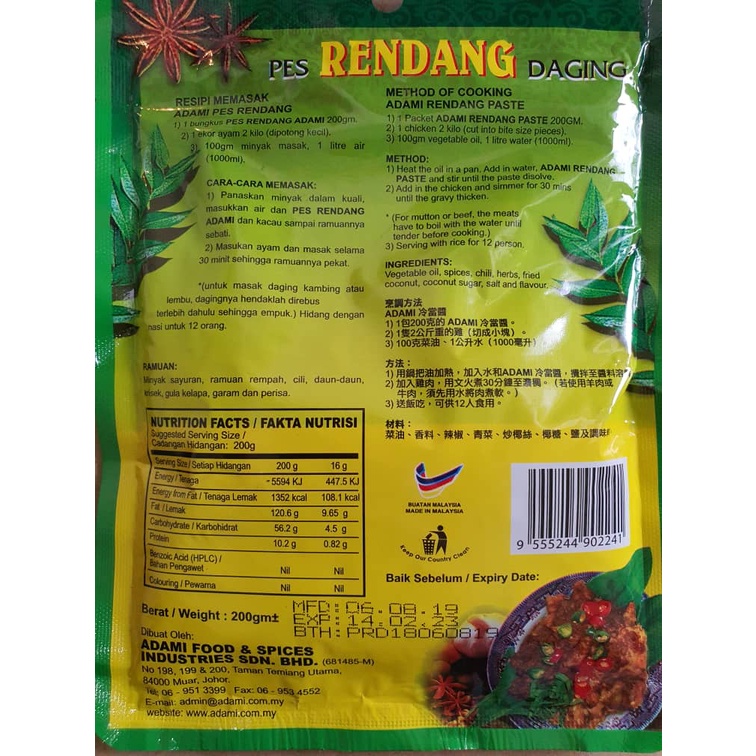 PES RENDANG DAGING
RESIPI MEMASAK
ADAMI PES RENDANG
1) 1 bungkus PES RENDANG ADAMI 200gm.
2) 1 ekor ayam 2 kilo (dipotong kecil).
3) 100gm minyak masak, 1 litre air
(1000ml).
CARA-CARA MEMASAK:
1) Panaskan minyak dalam kuali,
masukkan air dan PES RENDANG
ADAMI dan kacau sampai ramuannya
sebati.
2) Masukan ayam dan masak selama
30 minit sehingga ramuannya pekat.
*(untuk masak daging kambing atau
lembu, dagingnya hendaklah direbus
terlebih dahulu sehingga empuk.) Hidang dengan
nasi untuk 12 orang.
RAMUAN:
Minyak sayuran, ramuan rempah, cili, daun-daun,
kerisek, gula kelapa, garam dan perisa.
METHOD OF COOKING
ADAMI RENDANG PASTE
1) 1 Packet ADAMI RENDANG PASTE 200GM.
2) 1 chicken 2 kilo (cut into bite size pieces).
3) 100gm vegetable oil, 1 litre water (1000ml).
METHOD:
1) Heat the oil in a pan. Add in water, ADAMI RENDANG
PASTE and stir until the paste disolve.
2) Add in the chicken and simmer for 30 mins
until the gravy thicken.
* (For mutton or beef, the meats
have to boil with the water until
tender before cooking.)
3) Serving with rice for 12 person.
INGREDIENTS:
Vegetable oil, spices, chili, herbs, fried
coconut, coconut sugar, salt and flavour.
烹調方法
ADAMI 冷當醬
1) 1包200克的 ADAMI 冷當醬。
2) 1隻2公斤重的雞（切成小塊）。
3) 100克菜油、1公升水（1000毫升）
方法：
1) 用鍋把油加熱，加入水和ADAMI 冷當醬，攪拌至醬料溶
2) 加入雞肉，用文火煮30分鐘至濃稠。（若使用羊肉或
牛肉，須先用水將肉煮軟。）
3) 送飯吃，可供12人食用。
材料：
菜油、香料、辣椒、青菜、炒椰絲、椰糖、鹽及調味
NUTRITION FACTS / FAKTA NUTRISI
Suggested Serving Size /
Cadangan Hidangan: 200g
Serving Size / Setiap Hidangan 200 g 16 g
Energy / Tenaga 5594 KJ 447.5 KJ
Energy from Fat / Tenaga Lemak 1352 kcal 108.1 kcal
Fat / Lemak 120.6 g 9.65 g
Carbohydrate / Karbohidrat 56.2 g 4.5 g
Protein 10.2 g 0.82 g
Benzoic Acid (HPLC) /
Bahan Pengawet Nil Nil
Colouring / Pewarna Nil Nil
BUATAN MALAYSIA
MADE IN MALAYSIA
Keep Our Country Clean
9 555244 902241
Baik Sebelum / Expiry Date:
Berat / Weight : 200gm±
MFD:06.08.19
EXP:14.02.23
BTH:PRD18060819
Dibuat Oleh:
ADAMI FOOD & SPICES
INDUSTRIES SDN. BHD. (681485-M)
No 198, 199 & 200, Taman Temiang Utama,
84000 Muar, Johor.
Tel: 06 - 951 3399 Fax: 06 - 953 4552
E-mail: admin@adami.com.my
website: www.adami.com.my